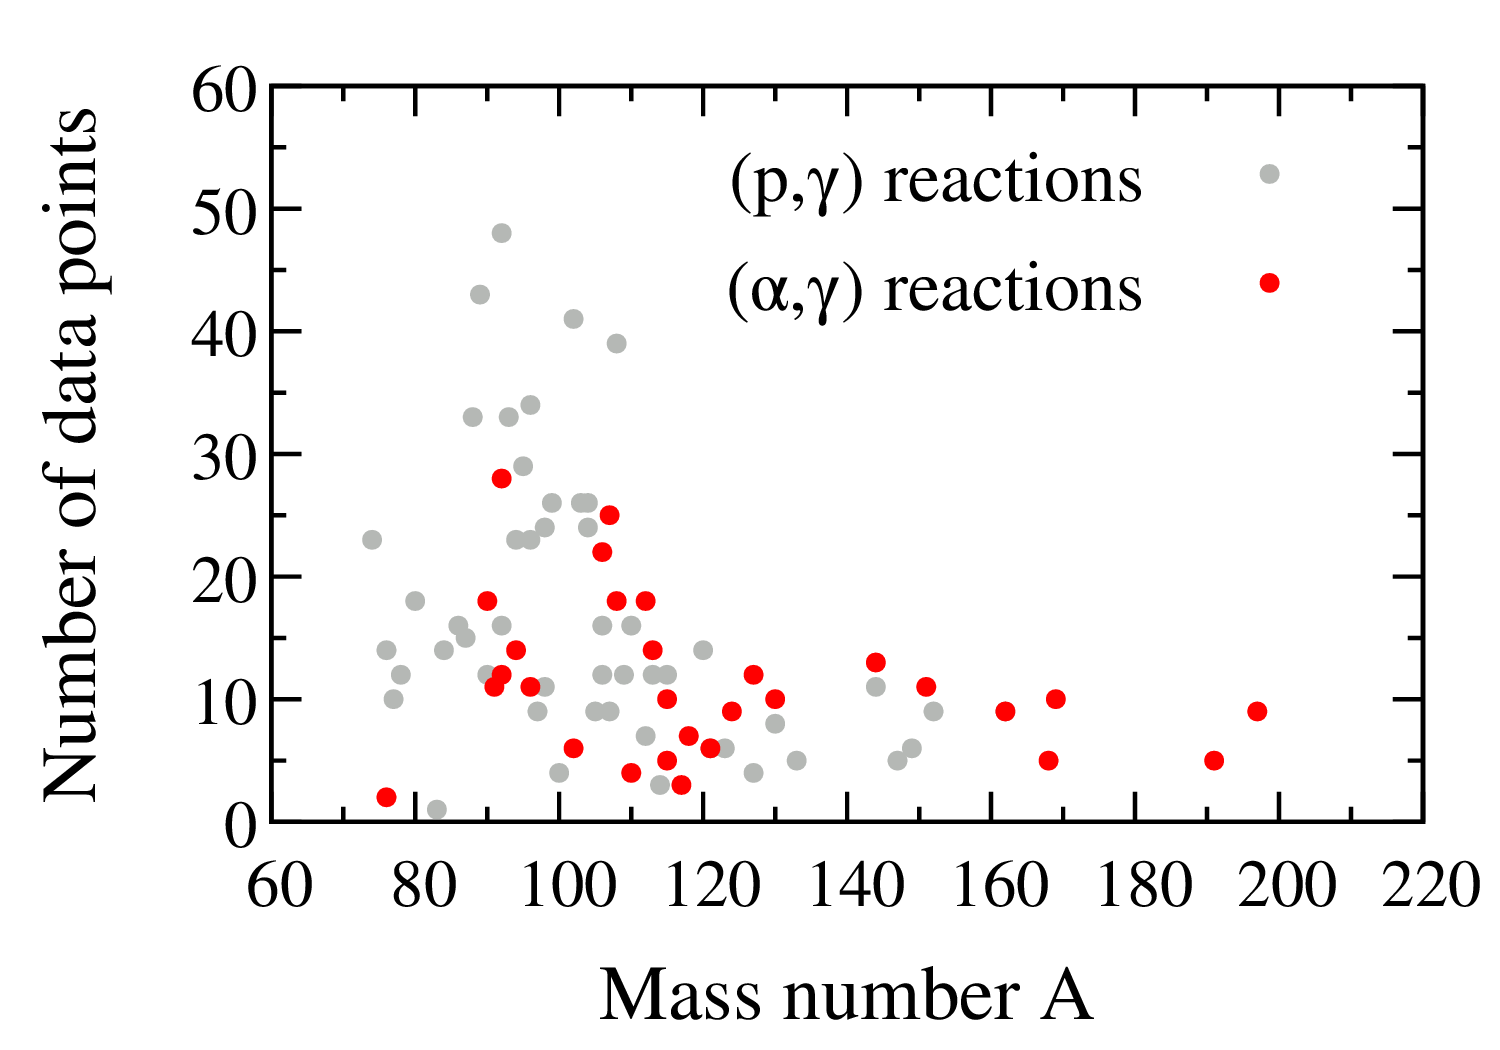 Number of data points
60
50
40
30
20
10
0
(p,γ) reactions
(α,γ) reactions
60 80 100 120 140 160 180 200 220
Mass number A